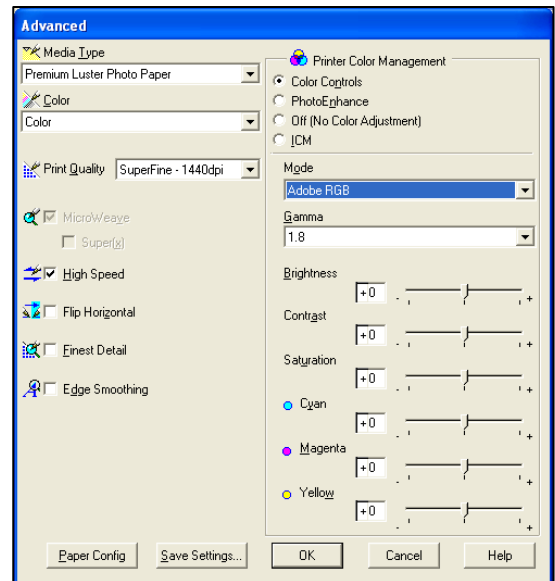 Advanced
Media Type
Premium Luster Photo Paper
Color
Color
Print Quality
SuperFine - 1440dpi
MicroWeave
Super(x)
High Speed
Flip Horizontal
Finest Detail
Edge Smoothing
Printer Color Management
Color Controls
PhotoEnhance
Off (No Color Adjustment)
ICM
Mode
Adobe RGB
Gamma
1.8
Brightness
+0 - +
Contrast
+0 - +
Saturation
+0 - +
Cyan
+0 - +
Magenta
+0 - +
Yellow
+0 - +
Paper Config Save Settings... OK Cancel Help